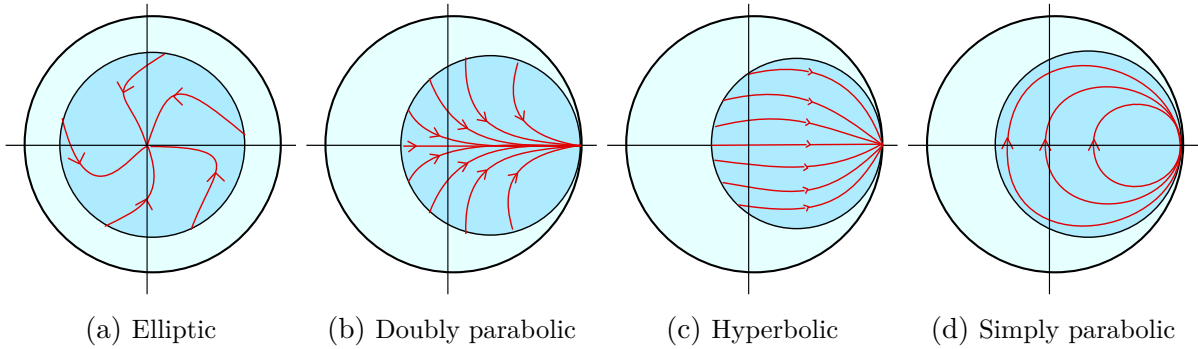 (a) Elliptic
(b) Doubly parabolic
(c) Hyperbolic
(d) Simply parabolic